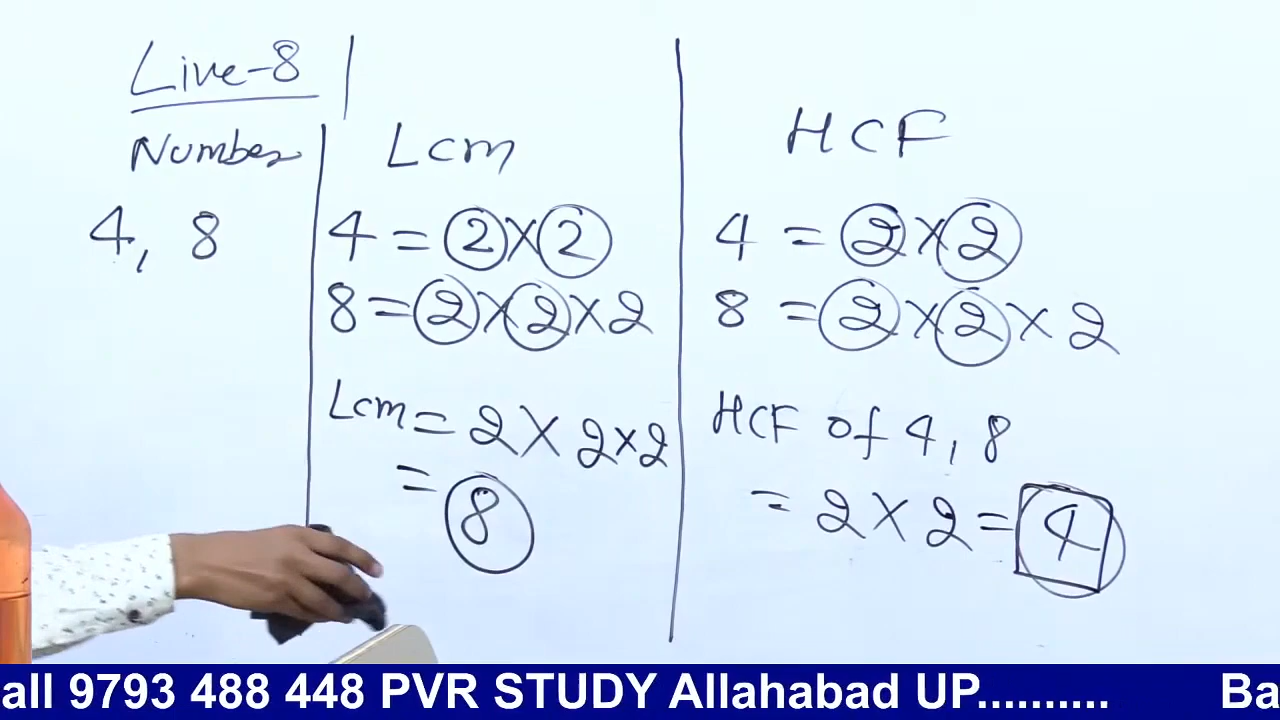 Live-8
Number
4, 8
Lcm
4 = 2×2
8 = 2×2×2
Lcm = 2×2×2
= 8
HCF
4 = 2×2
8 = 2×2×2
HCF of 4, 8
= 2×2 = 4
all 9793 488 448 PVR STUDY Allahabad UP.......... Ba